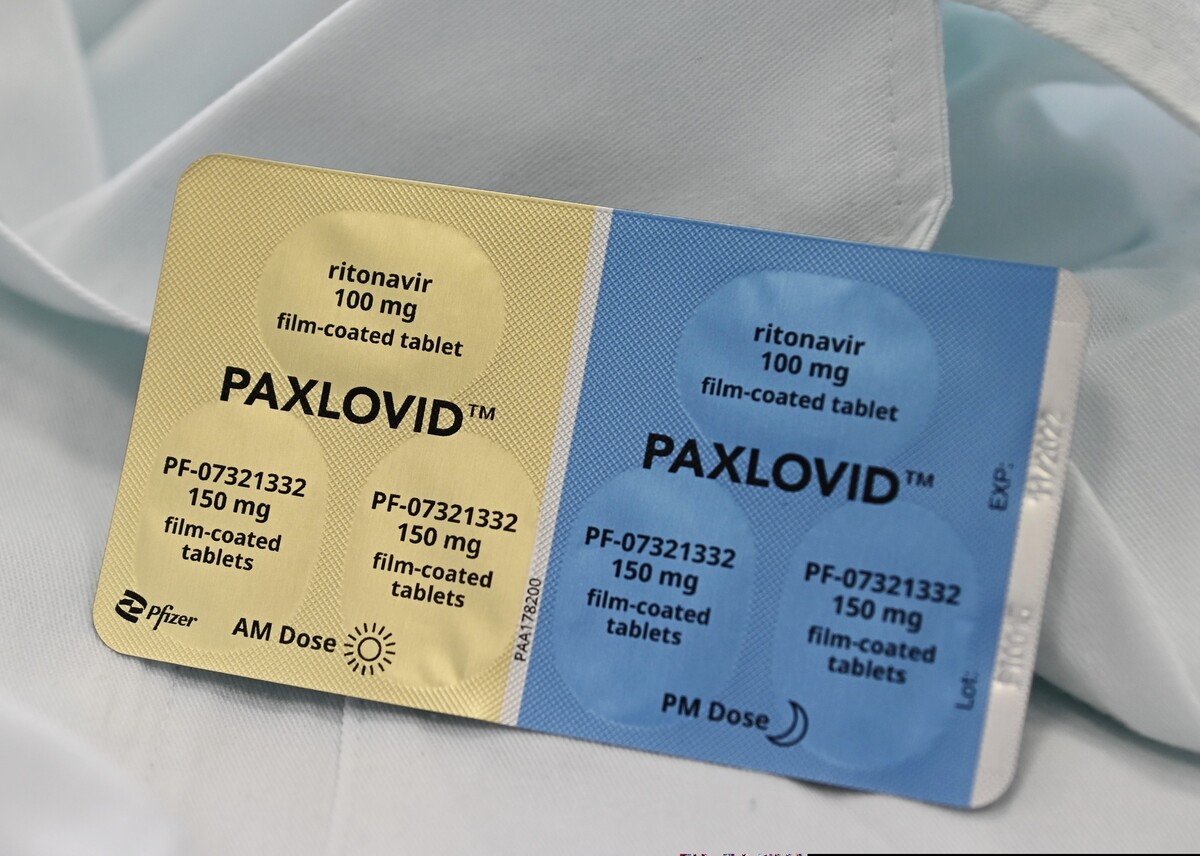 ritonavir
100 mg
film-coated tablet
PAXLOVID™
PF-07321332
150 mg
film-coated
tablets
PF-07321332
150 mg
film-coated
tablets
Pfizer
AM Dose
PAA178200
ritonavir
100 mg
film-coated tablet
PAXLOVID™
PF-07321332
150 mg
film-coated
tablets
PF-07321332
150 mg
film-coated
tablets
PM Dose
EXP:
11/2022
Lot: